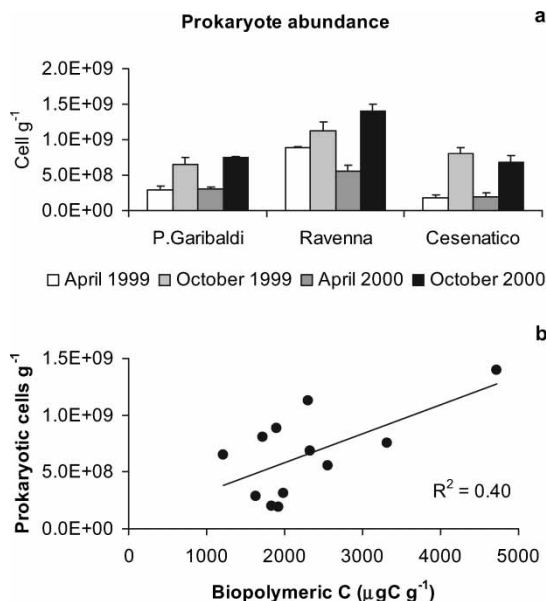 Prokaryote abundance
a
2.0E+09
1.5E+09
1.0E+09
5.0E+08
0.0E+00
Cell g-1
P.Garibaldi Ravenna Cesenatico
April 1999 October 1999 April 2000 October 2000
b
1.5E+09
1.0E+09
5.0E+08
0.0E+00
Prokaryotic cells g-1
R2 = 0.40
0 1000 2000 3000 4000 5000
Biopolymeric C (µgC g-1)